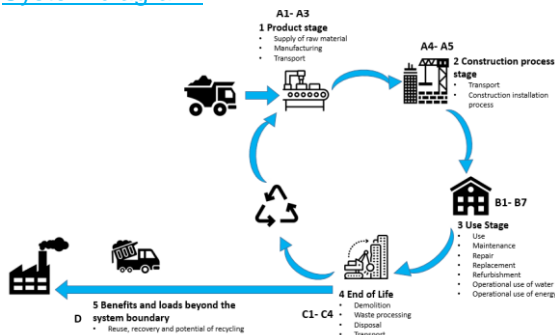 System diagram
A1- A3
1 Product stage
• Supply of raw material
• Manufacturing
• Transport
A4- A5
2 Construction process
stage
• Transport
• Construction installation
process
B1- B7
3 Use Stage
• Use
• Maintenance
• Repair
• Replacement
• Refurbishment
• Operational use of water
• Operational use of energy
4 End of Life
C1- C4
• Demolition
• Waste processing
• Disposal
• Transport
5 Benefits and loads beyond the
D system boundary
• Reuse, recovery and potential of recycling